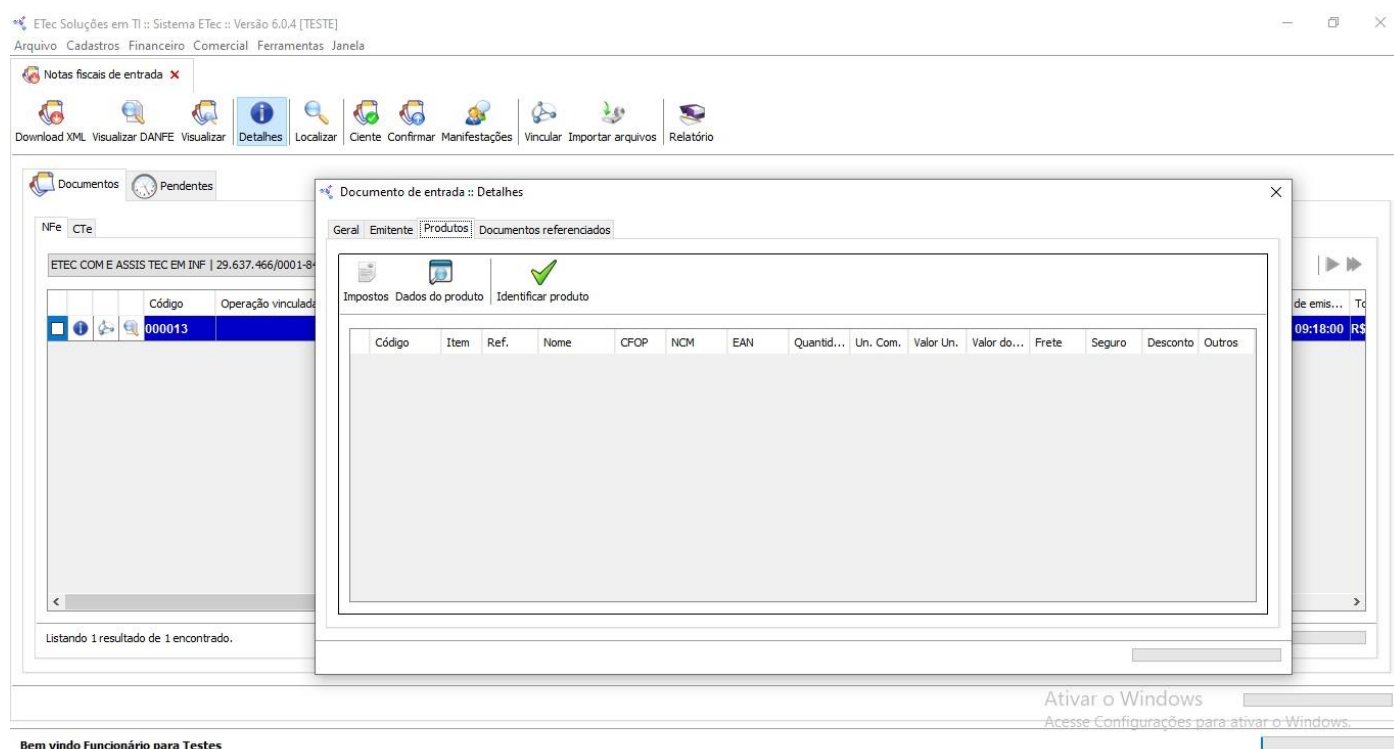 ETec Soluções em TI :: Sistema ETec :: Versão 6.0.4 [TESTE]
Arquivo Cadastros Financeiro Comercial Ferramentas Janela
Notas fiscais de entrada
Download XML Visualizar DANFE Visualizar Detalhes Localizar Ciente Confirmar Manifestações Vincular Importar arquivos Relatório
Documentos Pendentes
Documento de entrada :: Detalhes
NFe CTe
Geral Emitente Produtos Documentos referenciados
ETEC COM E ASSIS TEC EM INF | 29.637.466/0001-8
Impostos Dados do produto Identificar produto
Código Operação vinculada
de emis...
000013
09:18:00 R$
Código Item Ref. Nome CFOP NCM EAN Quantid... Un. Com. Valor Un. Valor do... Frete Seguro Desconto Outros
Listando 1 resultado de 1 encontrado.
Ativar o Windows
Acesse Configurações para ativar o Windows.
Bem vindo Funcionário para Testes